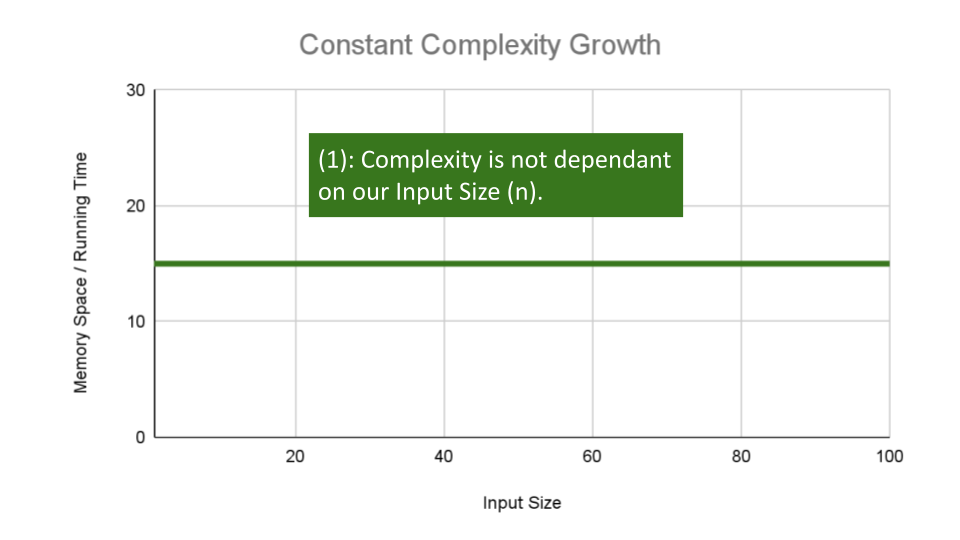 Constant Complexity Growth
30
(1): Complexity is not dependant
on our Input Size (n).
20
Memory Space / Running Time
10
0
20 40 60 80 100
Input Size